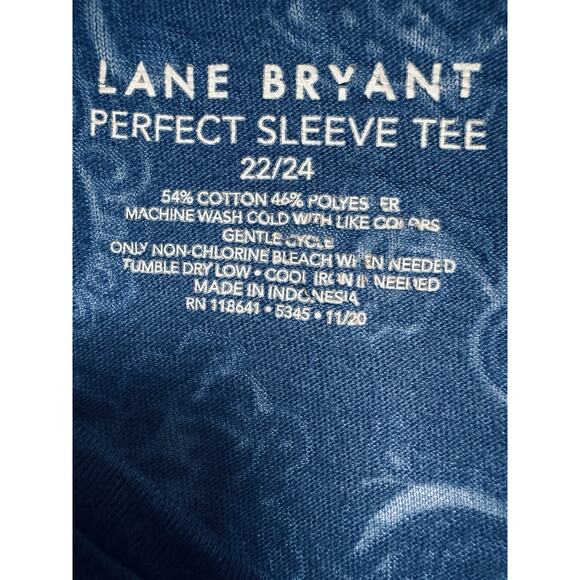 LANE BRYANT
PERFECT SLEEVE TEE
22/24
54% COTTON 46% POLYES ER
MACHINE WASH COLD WITH LIKE COLORS
GENTLE CYCLE
ONLY NON-CHLORINE BLEACH WHEN NEEDED
TUMBLE DRY LOW • COOL IRON IF NEEDED
MADE IN INDONESIA
RN 118641 • 5345 • 11/20